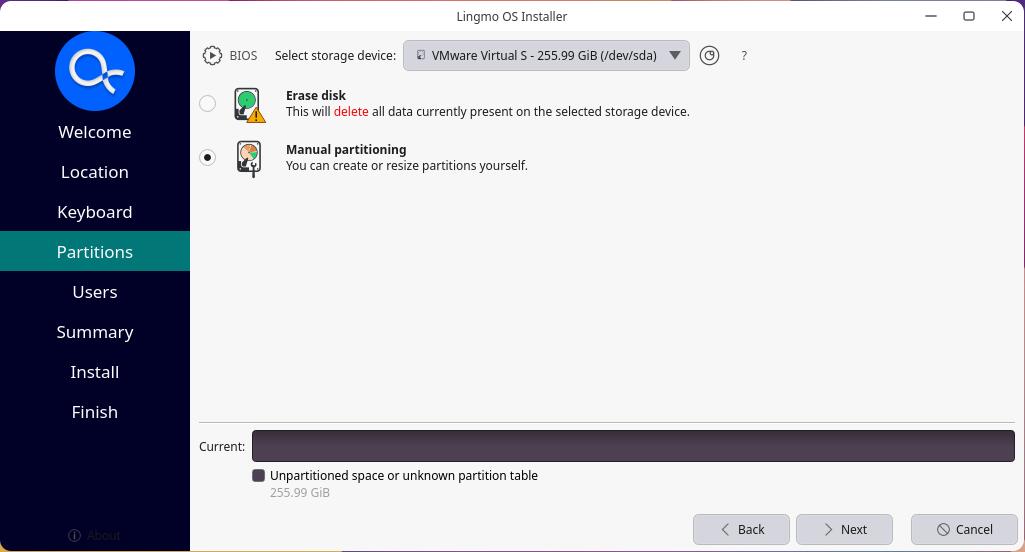 Lingmo OS Installer
BIOS Select storage device: VMware Virtual S - 255.99 GiB (/dev/sda) ?
Welcome
Location
Keyboard
Partitions
Users
Summary
Install
Finish
About
Erase disk
This will delete all data currently present on the selected storage device.
Manual partitioning
You can create or resize partitions yourself.
Current:
Unpartitioned space or unknown partition table
255.99 GiB
Back Next Cancel